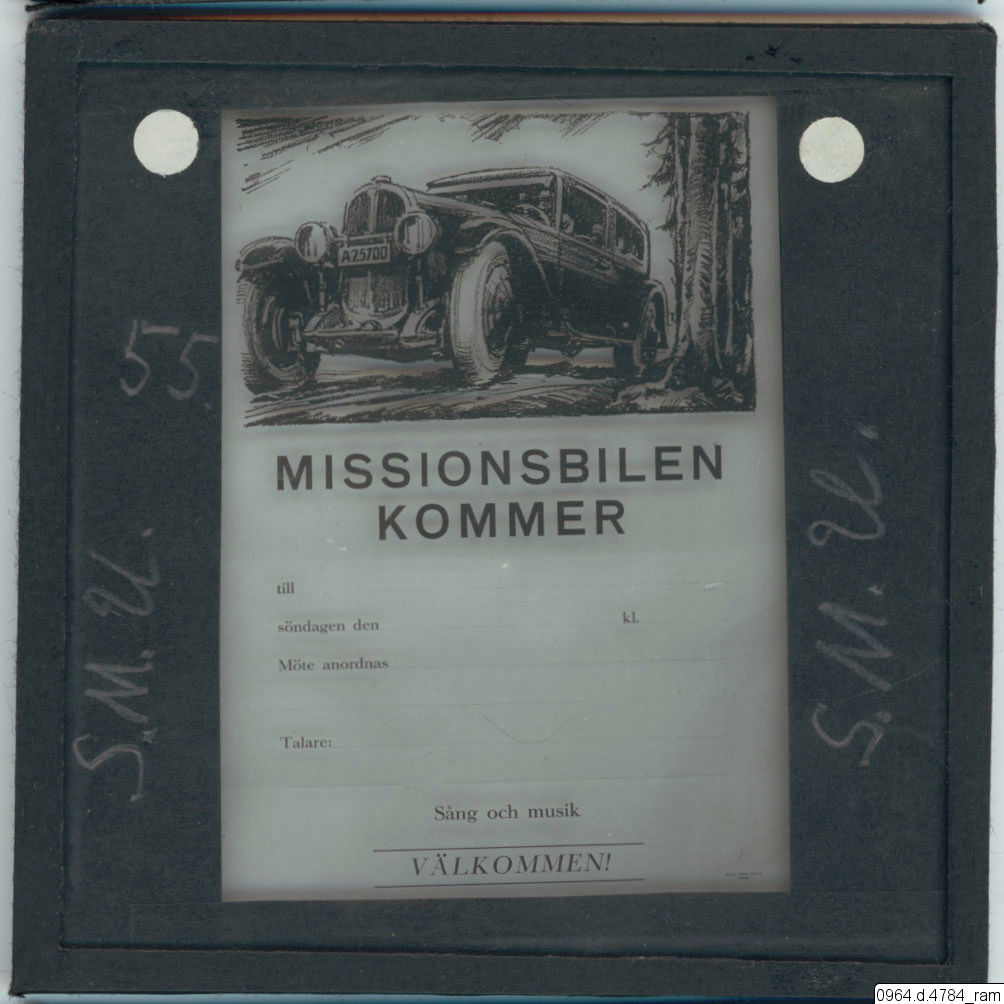 A25700
MISSIONSBILEN
KOMMER
till
söndagen den kl.
Möte anordnas
Talare:
Sång och musik
VÄLKOMMEN!
55
S.M.U.
S.M.U.
0964.d.4784_ram